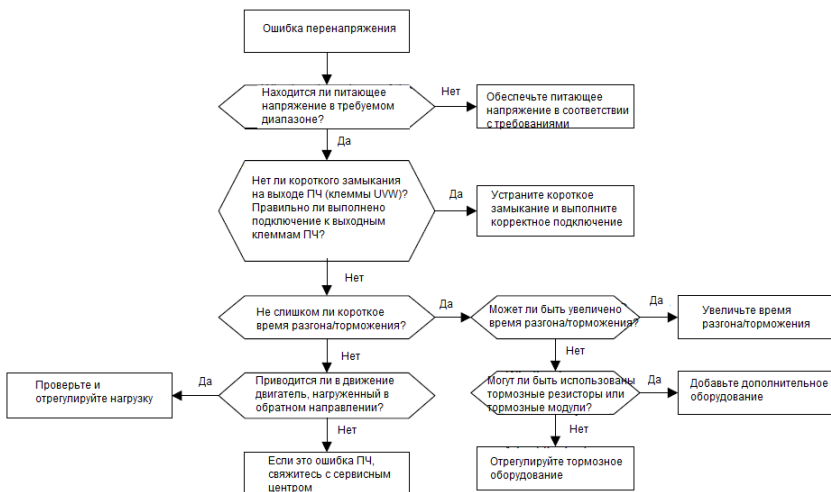 Ошибка перенапряжения
Находится ли питающее
напряжение в требуемом
диапазоне?
Нет
Обеспечьте питающее
напряжение в соответствии
с требованиями
Да
Нет ли короткого замыкания
на выходе ПЧ (клеммы UVW)?
Правильно ли выполнено
подключение к выходным
клеммам ПЧ?
Да
Устраните короткое
замыкание и выполните
корректное подключение
Нет
Не слишком ли короткое
время разгона/торможения?
Да
Может ли быть увеличено
время разгона/торможения?
Да
Увеличьте время
разгона/торможения
Нет
Нет
Проверьте и
отрегулируйте нагрузку
Да
Приводится ли в движение
двигатель, нагруженный в
обратном направлении?
Могут ли быть использованы
тормозные резисторы или
тормозные модули?
Да
Добавьте дополнительное
оборудование
Нет
Нет
Если это ошибка ПЧ,
свяжитесь с сервисным
центром
Отрегулируйте тормозное
оборудование